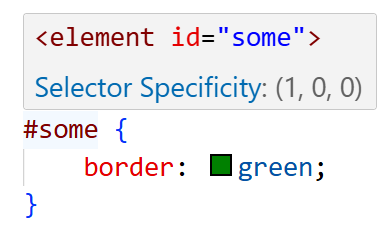 <element id="some">
Selector Specificity: (1, 0, 0)
#some {
    border: green;
}